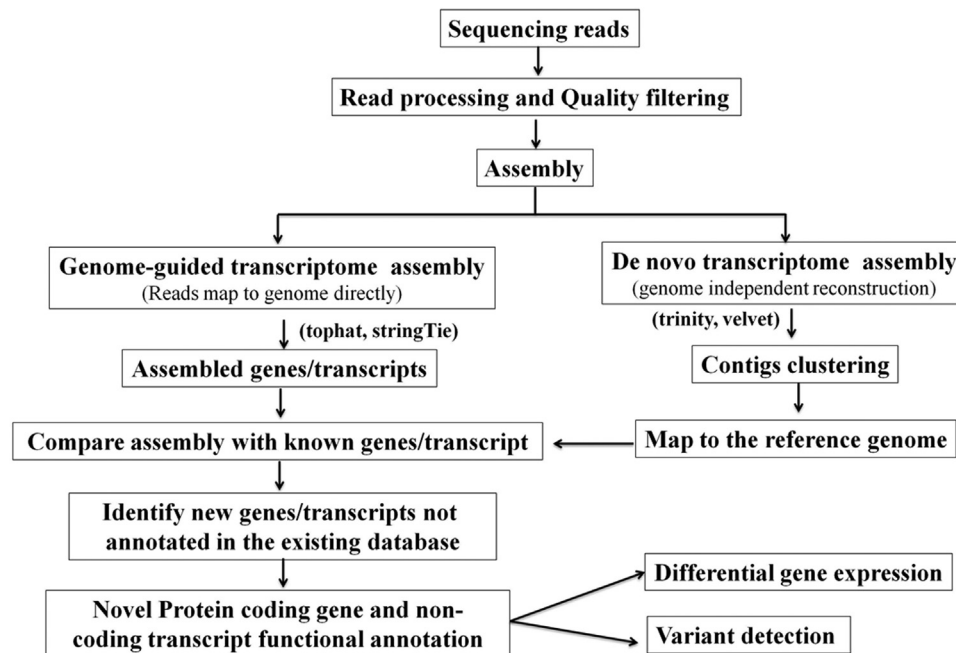 Sequencing reads
Read processing and Quality filtering
Assembly
Genome-guided transcriptome assembly
(Reads map to genome directly)
De novo transcriptome assembly
(genome independent reconstruction)
(tophat, stringTie)
(trinity, velvet)
Assembled genes/transcripts
Contigs clustering
Compare assembly with known genes/transcript
Map to the reference genome
Identify new genes/transcripts not
annotated in the existing database
Novel Protein coding gene and non-
coding transcript functional annotation
Differential gene expression
Variant detection